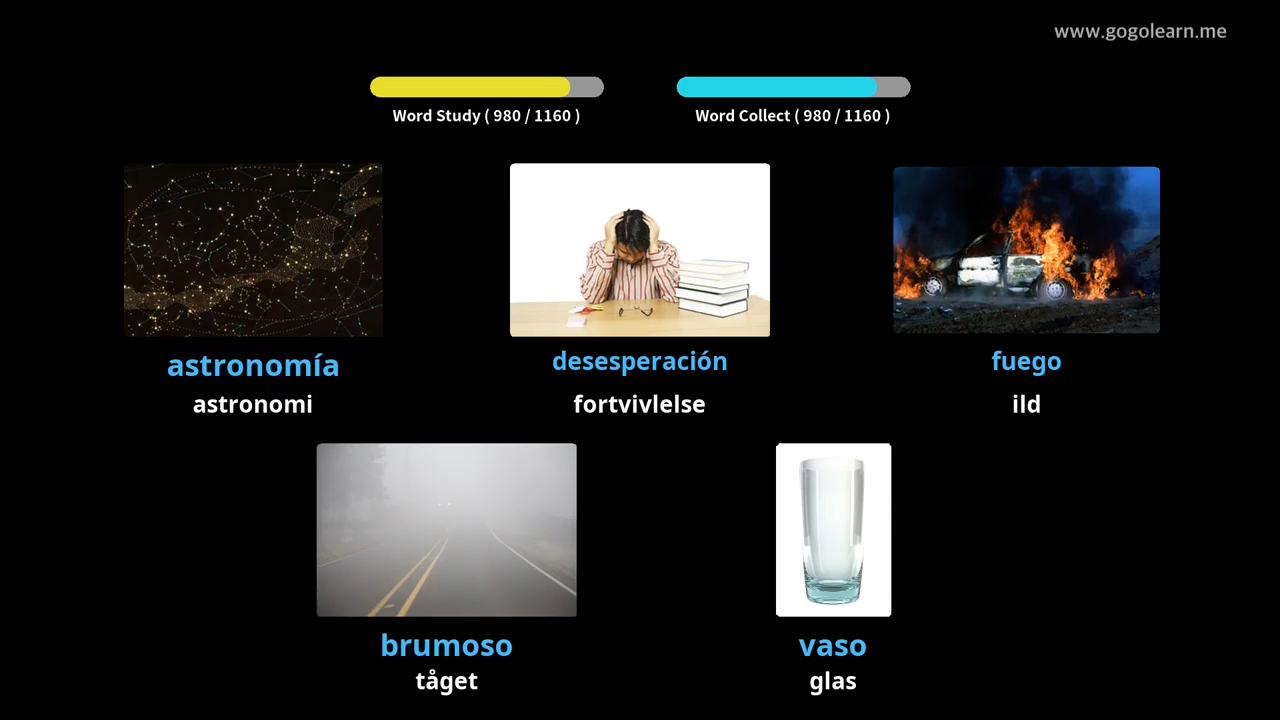 www.gogolearn.me
Word Study ( 980 / 1160 )
Word Collect ( 980 / 1160 )
astronomía
astronomi
desesperación
fortvivlelse
fuego
ild
brumoso
tåget
vaso
glas